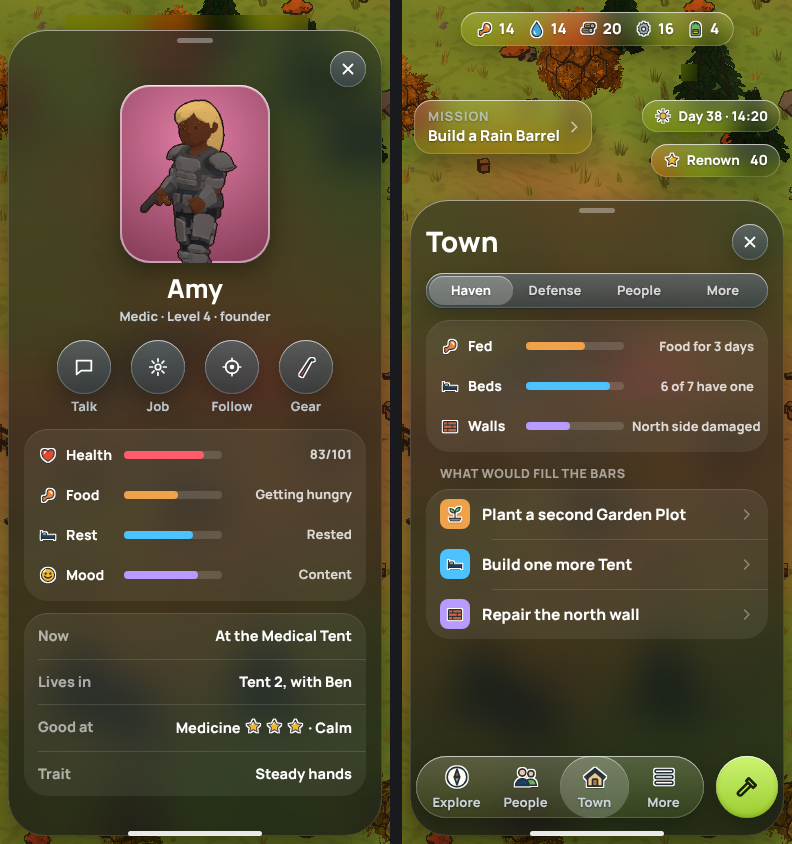 Amy
Medic · Level 4 · founder
Talk
Job
Follow
Gear
Health 83/101
Food Getting hungry
Rest Rested
Mood Content
Now At the Medical Tent
Lives in Tent 2, with Ben
Good at Medicine · Calm
Trait Steady hands
14 14 20 16 4
MISSION
Build a Rain Barrel
Day 38 · 14:20
Renown 40
Town
Haven Defense People More
Fed Food for 3 days
Beds 6 of 7 have one
Walls North side damaged
WHAT WOULD FILL THE BARS
Plant a second Garden Plot
Build one more Tent
Repair the north wall
Explore People Town More